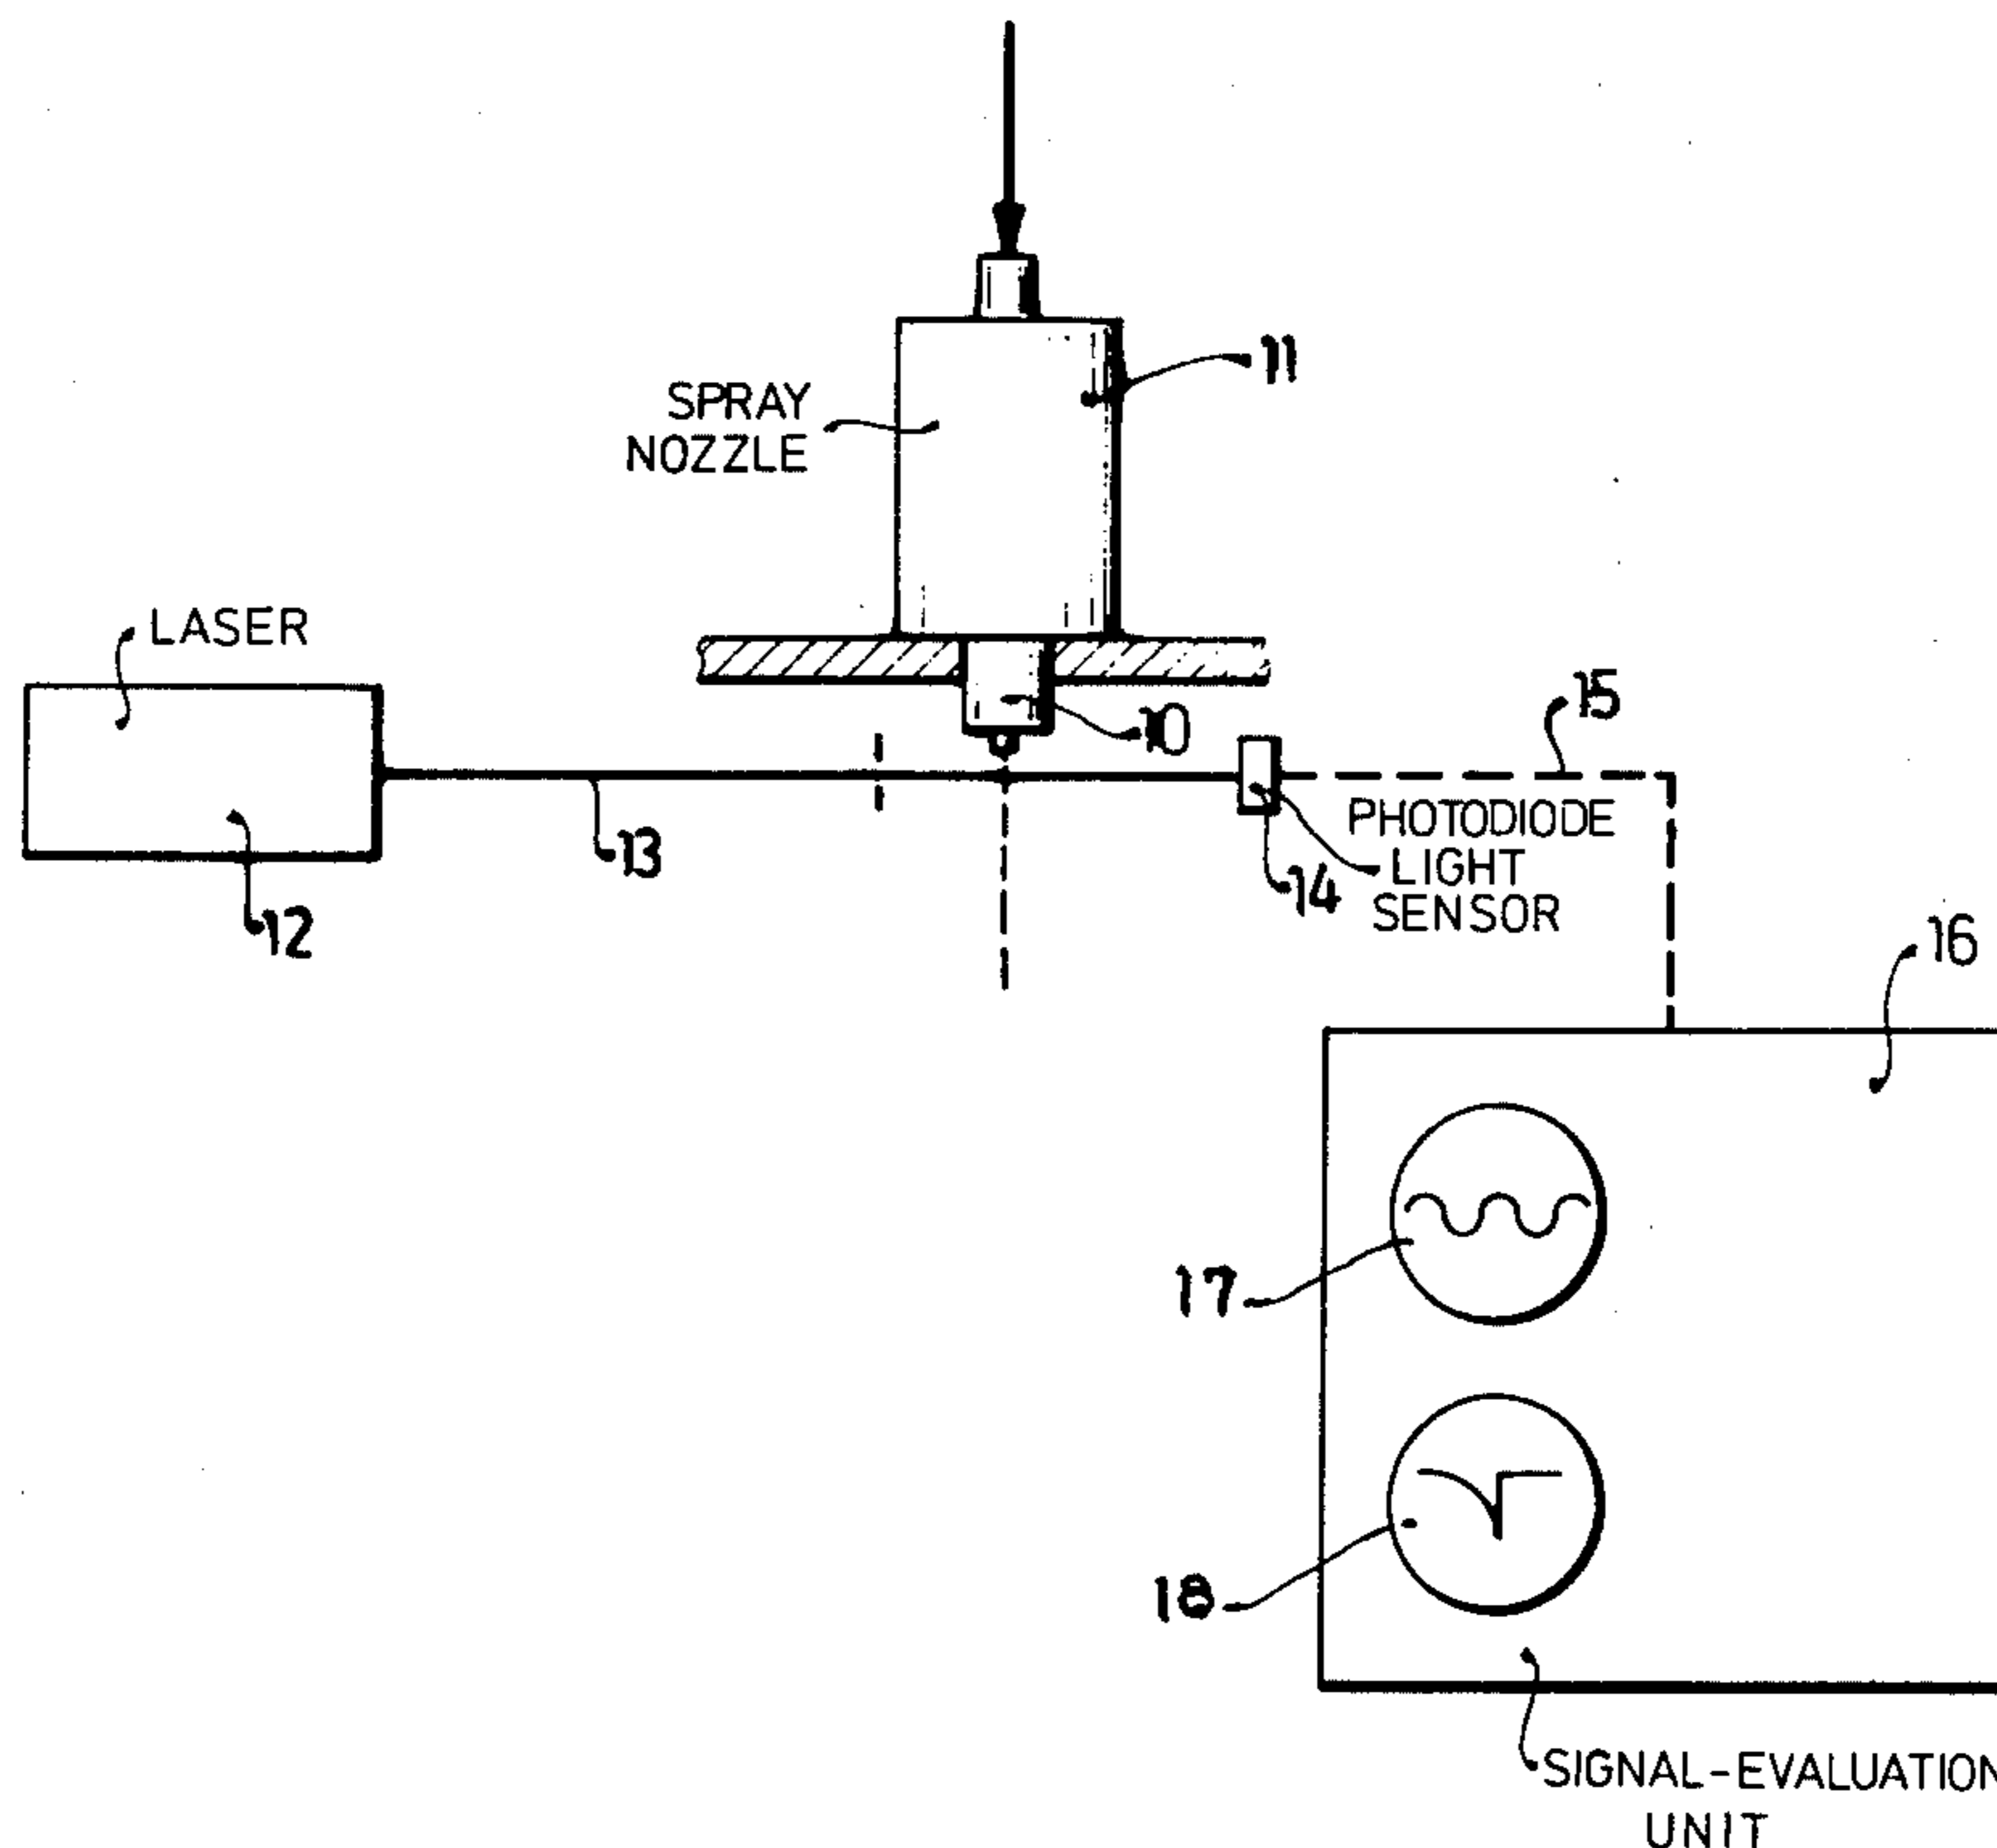 11
SPRAY
NOZZLE
LASER
15
10
13
PHOTODIODE
LIGHT
SENSOR
14
12
16
17
18
SIGNAL-EVALUATION
UNIT